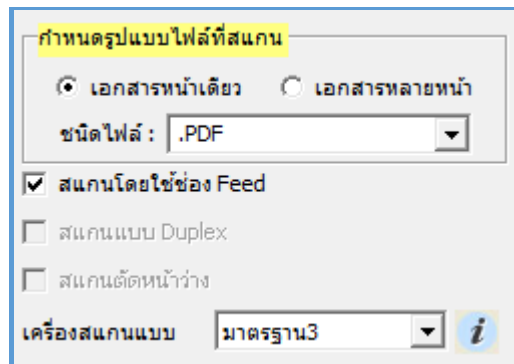 กำหนดรูปแบบไฟล์ที่สแกน
เอกสารหน้าเดียว เอกสารหลายหน้า
ชนิดไฟล์ : .PDF
สแกนโดยใช้ช่อง Feed
สแกนแบบ Duplex
สแกนตัดหน้าว่าง
เครื่องสแกนแบบ มาตรฐาน3 i